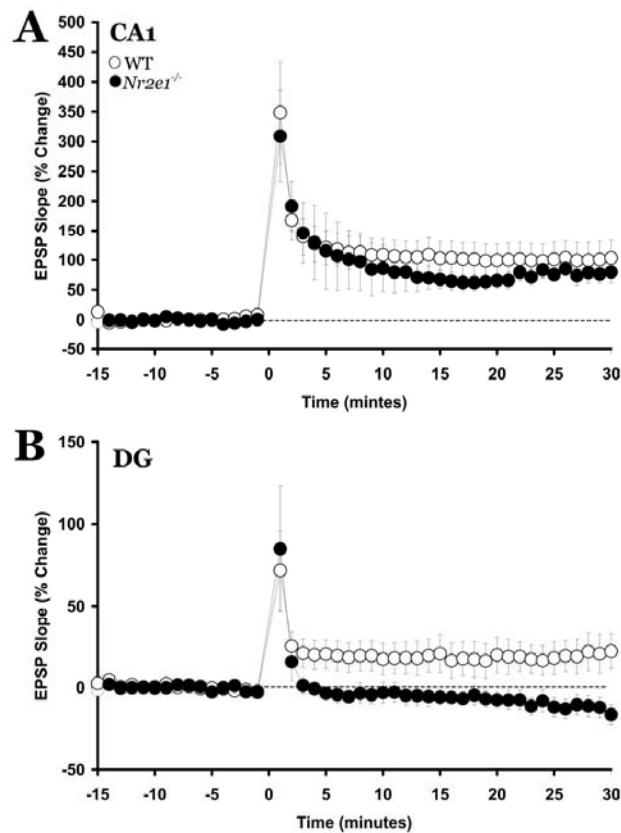 A
CA1
WT
Nr2e1-/-
EPSP Slope (% Change)
500
450
400
350
300
250
200
150
100
50
0
-50
-15 -10 -5 0 5 10 15 20 25 30
Time (mintes)
B
DG
EPSP Slope (% Change)
150
100
50
0
-50
-15 -10 -5 0 5 10 15 20 25 30
Time (minutes)